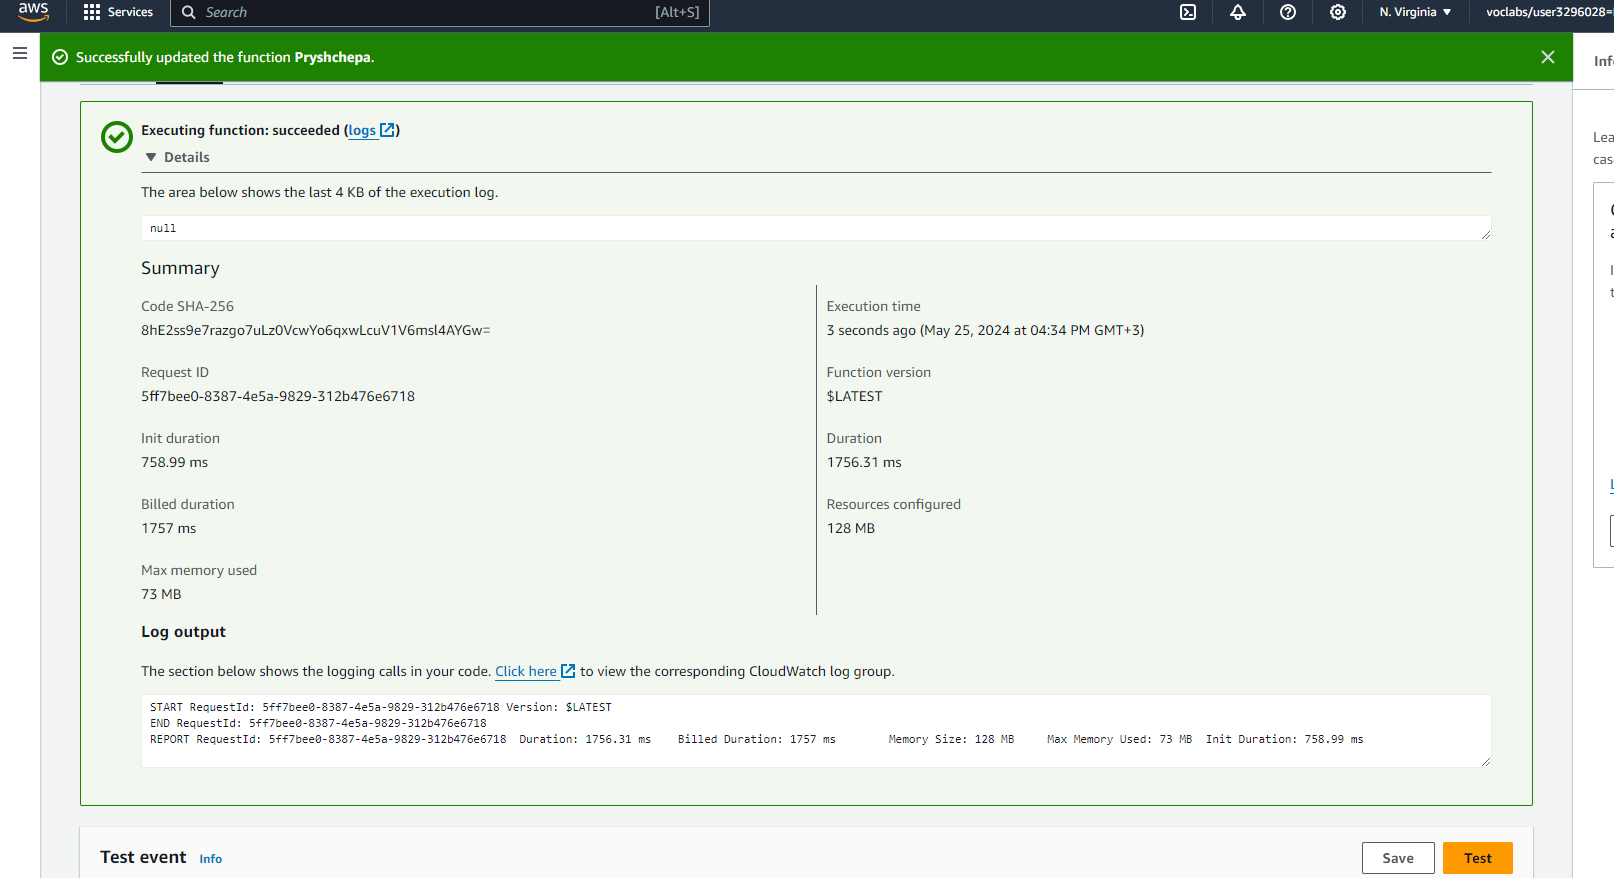 aws Services Search [Alt+S] N. Virginia voclabs/user3296028=
Successfully updated the function Pryshchepa.
Executing function: succeeded (logs)
Details
The area below shows the last 4 KB of the execution log.
null
Summary
Code SHA-256
8hE2ss9e7razgo7uLz0VcwYo6qxwLcuV1V6msl4AYGw=
Execution time
3 seconds ago (May 25, 2024 at 04:34 PM GMT+3)
Request ID
5ff7bee0-8387-4e5a-9829-312b476e6718
Function version
$LATEST
Init duration
758.99 ms
Duration
1756.31 ms
Billed duration
1757 ms
Resources configured
128 MB
Max memory used
73 MB
Log output
The section below shows the logging calls in your code. Click here to view the corresponding CloudWatch log group.
START RequestId: 5ff7bee0-8387-4e5a-9829-312b476e6718 Version: $LATEST
END RequestId: 5ff7bee0-8387-4e5a-9829-312b476e6718
REPORT RequestId: 5ff7bee0-8387-4e5a-9829-312b476e6718 Duration: 1756.31 ms Billed Duration: 1757 ms Memory Size: 128 MB Max Memory Used: 73 MB Init Duration: 758.99 ms
Test event Info Save Test
Inf
Lea
cas